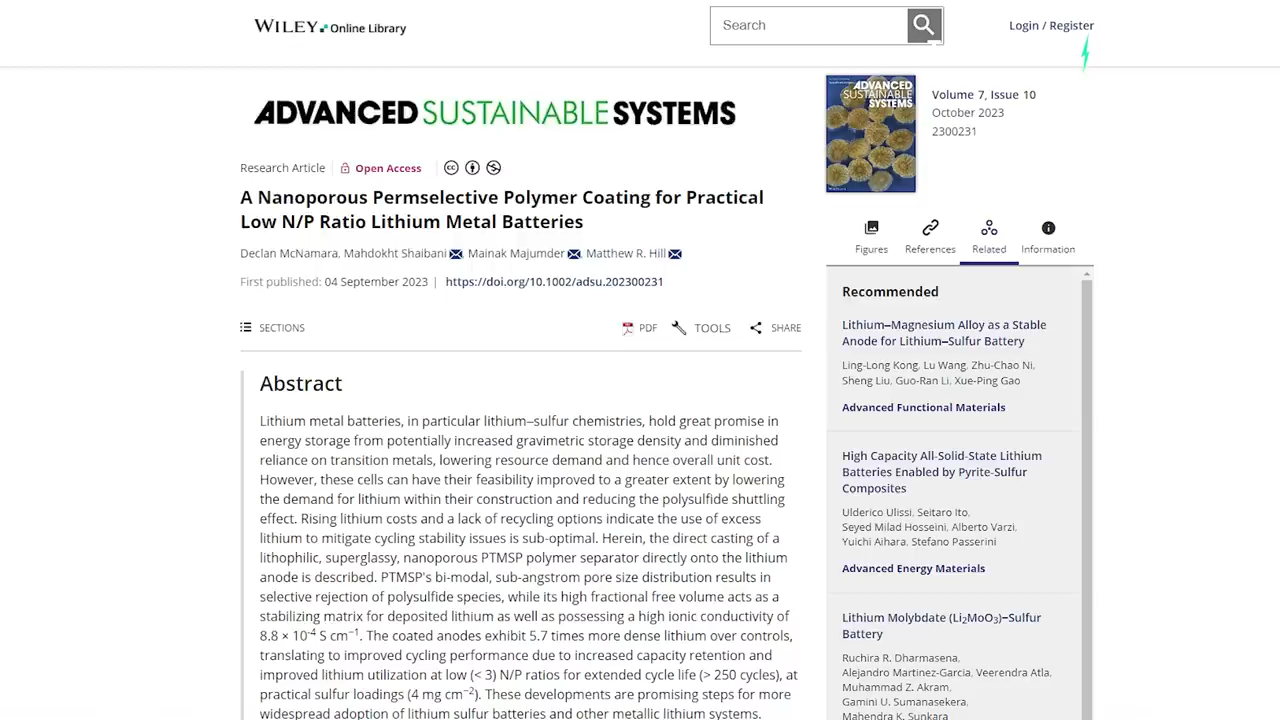 WILEY Online Library
Search
Login / Register
ADVANCED SUSTAINABLE SYSTEMS
Research Article
Open Access
A Nanoporous Permselective Polymer Coating for Practical
Low N/P Ratio Lithium Metal Batteries
Declan McNamara, Mahdokht Shaibani, Mainak Majumder, Matthew R. Hill
First published: 04 September 2023 | https://doi.org/10.1002/adsu.202300231
SECTIONS
PDF
TOOLS
SHARE
Abstract
Lithium metal batteries, in particular lithium–sulfur chemistries, hold great promise in
energy storage from potentially increased gravimetric storage density and diminished
reliance on transition metals, lowering resource demand and hence overall unit cost.
However, these cells can have their feasibility improved to a greater extent by lowering
the demand for lithium within their construction and reducing the polysulfide shuttling
effect. Rising lithium costs and a lack of recycling options indicate the use of excess
lithium to mitigate cycling stability issues is sub-optimal. Herein, the direct casting of a
lithophilic, superglassy, nanoporous PTMSP polymer separator directly onto the lithium
anode is described. PTMSP's bi-modal, sub-angstrom pore size distribution results in
selective rejection of polysulfide species, while its high fractional free volume acts as a
stabilizing matrix for deposited lithium as well as possessing a high ionic conductivity of
8.8 × 10⁻⁴ S cm⁻¹. The coated anodes exhibit 5.7 times more dense lithium over controls,
translating to improved cycling performance due to increased capacity retention and
improved lithium utilization at low (< 3) N/P ratios for extended cycle life (> 250 cycles), at
practical sulfur loadings (4 mg cm⁻²). These developments are promising steps for more
widespread adoption of lithium sulfur batteries and other metallic lithium systems.
ADVANCED
SUSTAINABLE
SYSTEMS
Volume 7, Issue 10
October 2023
2300231
Figures
References
Related
Information
Recommended
Lithium–Magnesium Alloy as a Stable
Anode for Lithium–Sulfur Battery
Ling-Long Kong, Lu Wang, Zhu-Chao Ni,
Sheng Liu, Guo-Ran Li, Xue-Ping Gao
Advanced Functional Materials
High Capacity All-Solid-State Lithium
Batteries Enabled by Pyrite-Sulfur
Composites
Ulderico Ulissi, Seitaro Ito,
Seyed Milad Hosseini, Alberto Varzi,
Yuichi Aihara, Stefano Passerini
Advanced Energy Materials
Lithium Molybdate (Li₂MoO₃)–Sulfur
Battery
Ruchira R. Dharmasena,
Alejandro Martinez-Garcia, Veerendra Atla,
Muhammad Z. Akram,
Gamini U. Sumanasekera,
Mahendra K. Sunkara